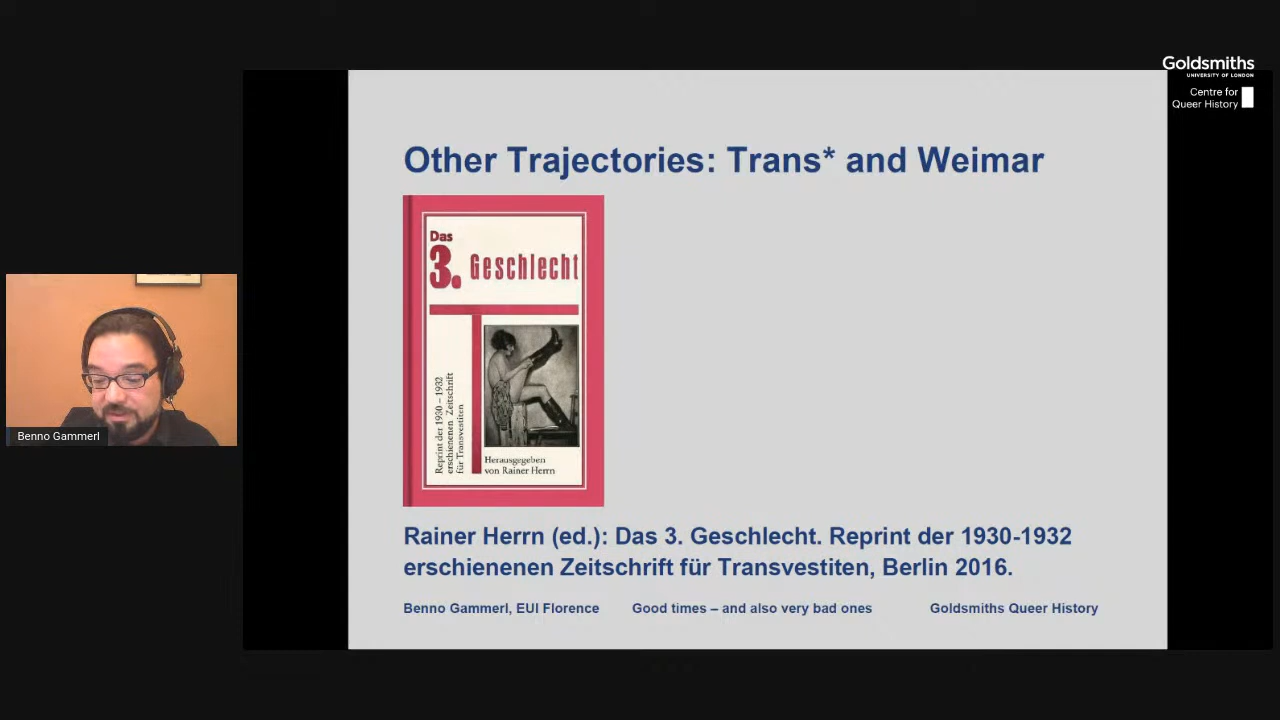 Goldsmiths
UNIVERSITY OF LONDON
Centre for
Queer History
Other Trajectories: Trans* and Weimar
Das
3. Geschlecht
Reprint der 1930 – 1932
erschienenen Zeitschrift
für Transvestiten
Herausgegeben
von Rainer Herrn
Benno Gammerl
Rainer Herrn (ed.): Das 3. Geschlecht. Reprint der 1930-1932
erschienenen Zeitschrift für Transvestiten, Berlin 2016.
Benno Gammerl, EUI Florence Good times – and also very bad ones Goldsmiths Queer History